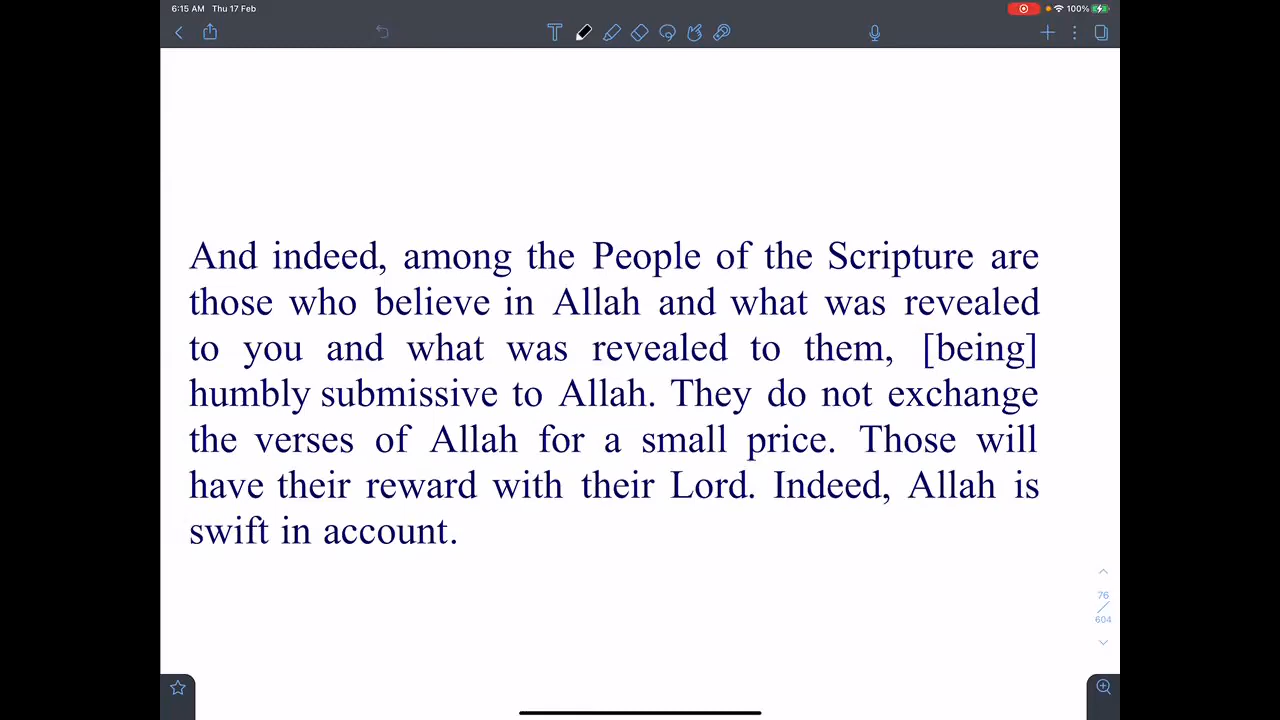 6:15 AM Thu 17 Feb
100%
T
And indeed, among the People of the Scripture are
those who believe in Allah and what was revealed
to you and what was revealed to them, [being]
humbly submissive to Allah. They do not exchange
the verses of Allah for a small price. Those will
have their reward with their Lord. Indeed, Allah is
swift in account.
76
/
604